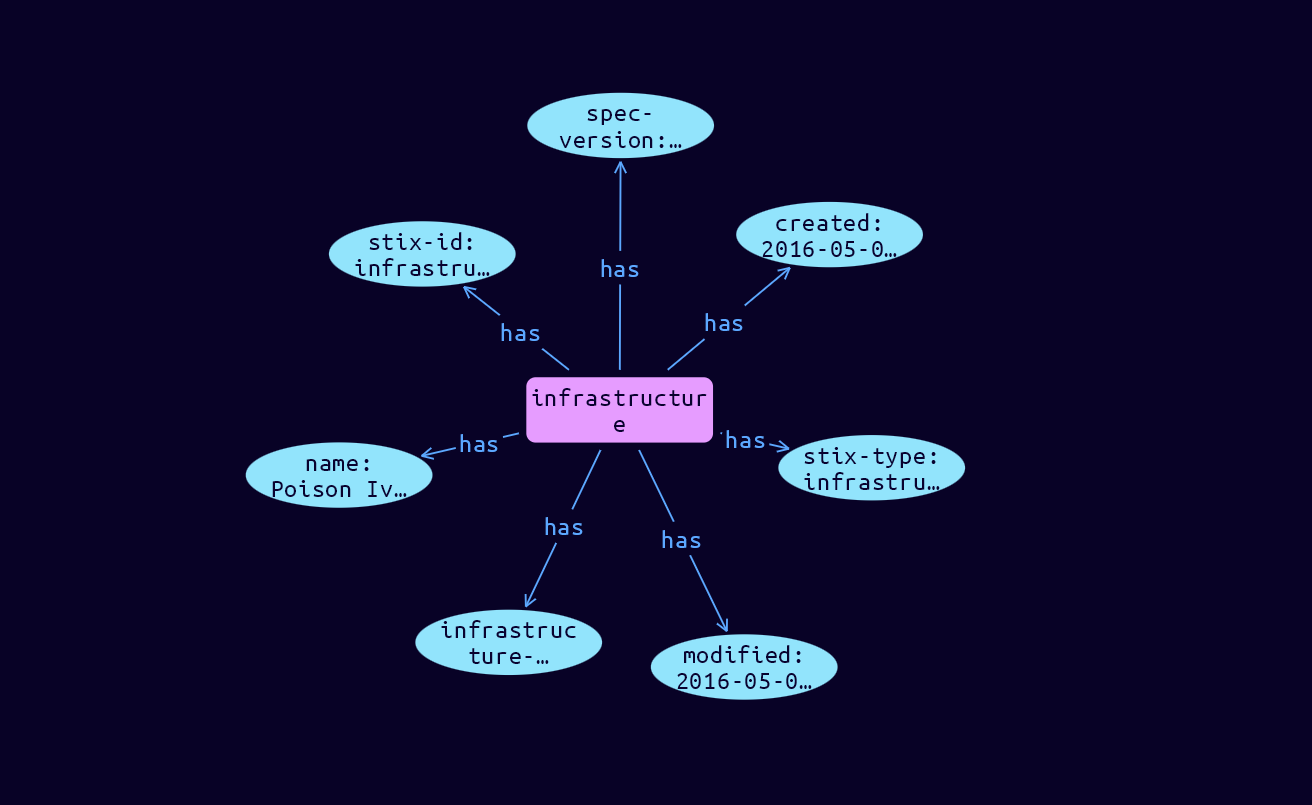 spec-
version:…
created:
2016-05-0…
stix-id:
infrastru…
has
has
has
infrastructur
e
has
has
stix-type:
infrastru…
name:
Poison Iv…
has
has
infrastruc
ture-…
modified:
2016-05-0…